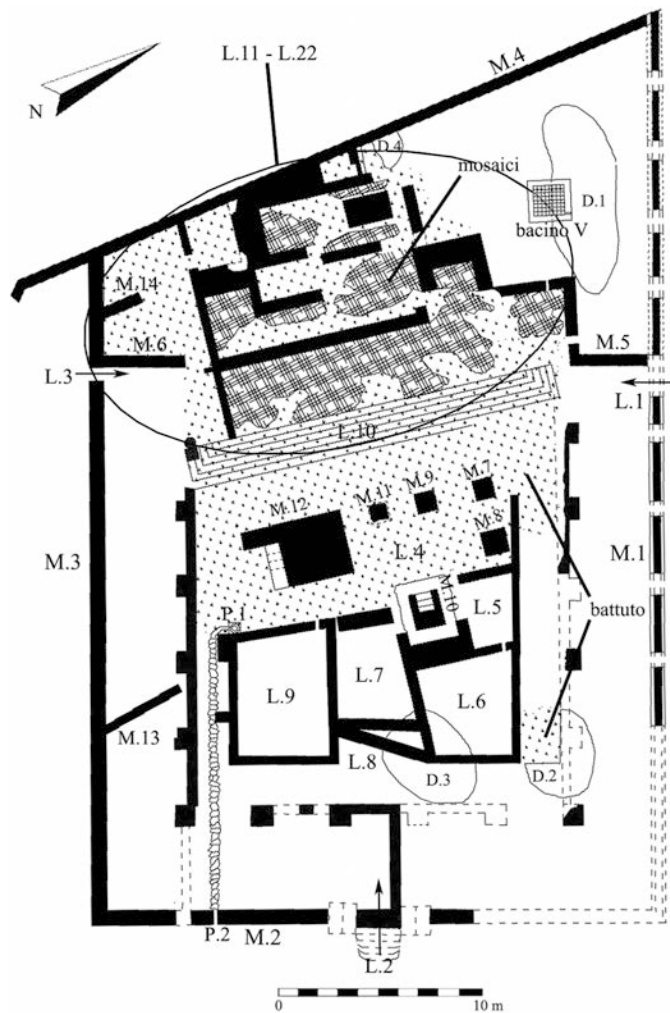 L.11 - L.22
M.4
N
D.4
mosaici
D.1
bacino V
M.14
M.6
M.5
L.3
L.1
L.10
M.12
M.11
M.9
M.7
M.8
M.3
L.4
M.1
M.10
L.5
battuto
P.1
L.9
L.7
L.6
M.13
L.8
D.3
D.2
P.2
M.2
L.2
0
10 m